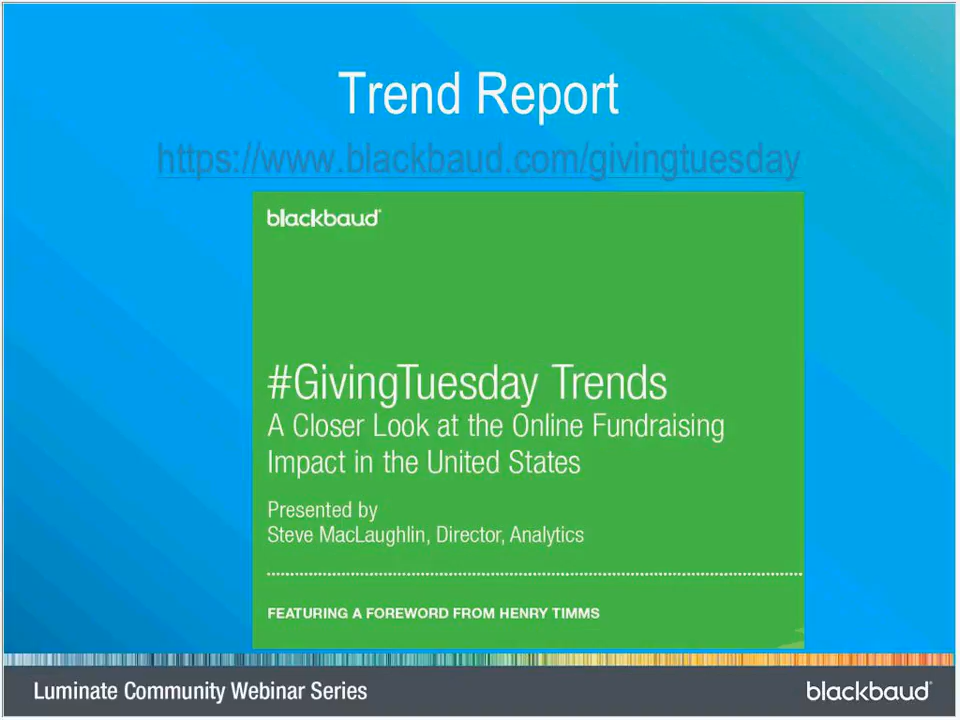 Trend Report
https://www.blackbaud.com/givingtuesday
blackbaud®
#GivingTuesday Trends
A Closer Look at the Online Fundraising
Impact in the United States
Presented by
Steve MacLaughlin, Director, Analytics
FEATURING A FOREWORD FROM HENRY TIMMS
Luminate Community Webinar Series
blackbaud®